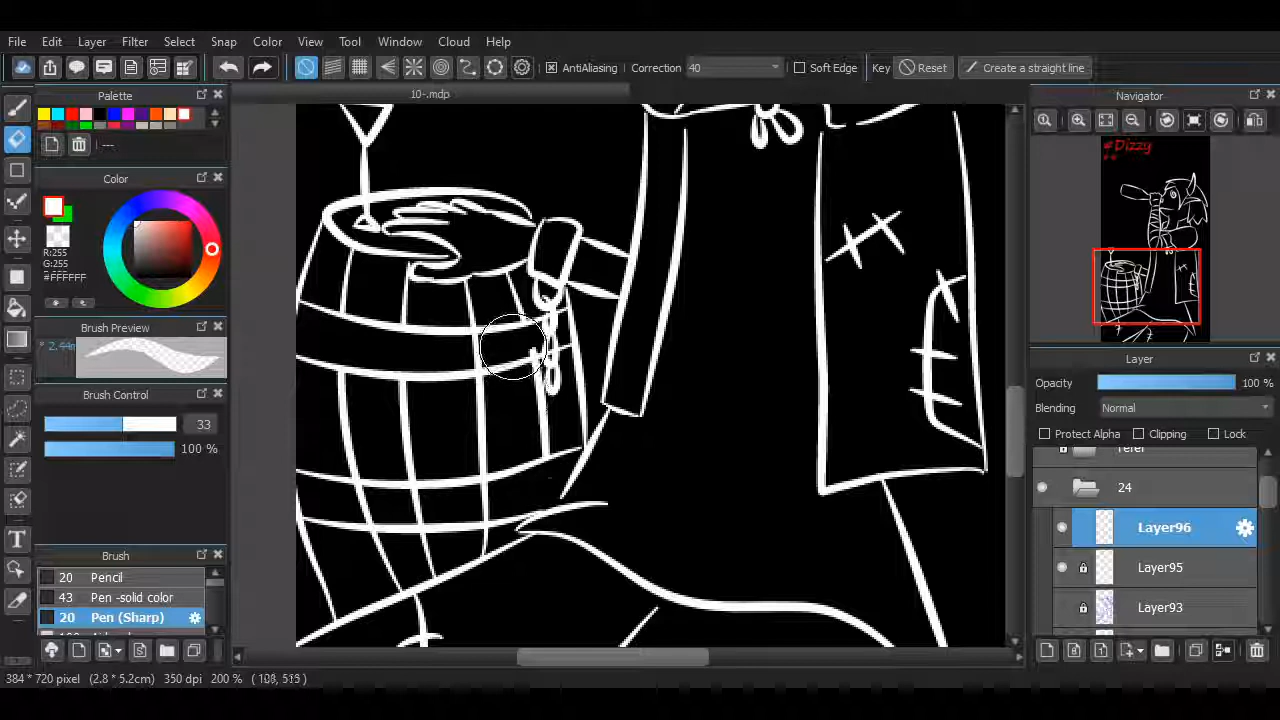 File Edit Layer Filter Select Snap Color View Tool Window Cloud Help
AntiAliasing Correction 40 Soft Edge Key Reset Create a straight line
Palette
10-.mdp
Navigator
---
#Dizzy
Color
R:255
G:255
B:255
#FFFFFF
Brush Preview
Brush Control
33
100 %
Brush
20 Pencil
43 Pen -solid color
20 Pen (Sharp)
Layer
Opacity 100 %
Blending Normal
Protect Alpha Clipping Lock
24
Layer96
Layer95
Layer93
384 * 720 pixel (2.8 * 5.2cm) 350 dpi 200 % ( 108, 515 )